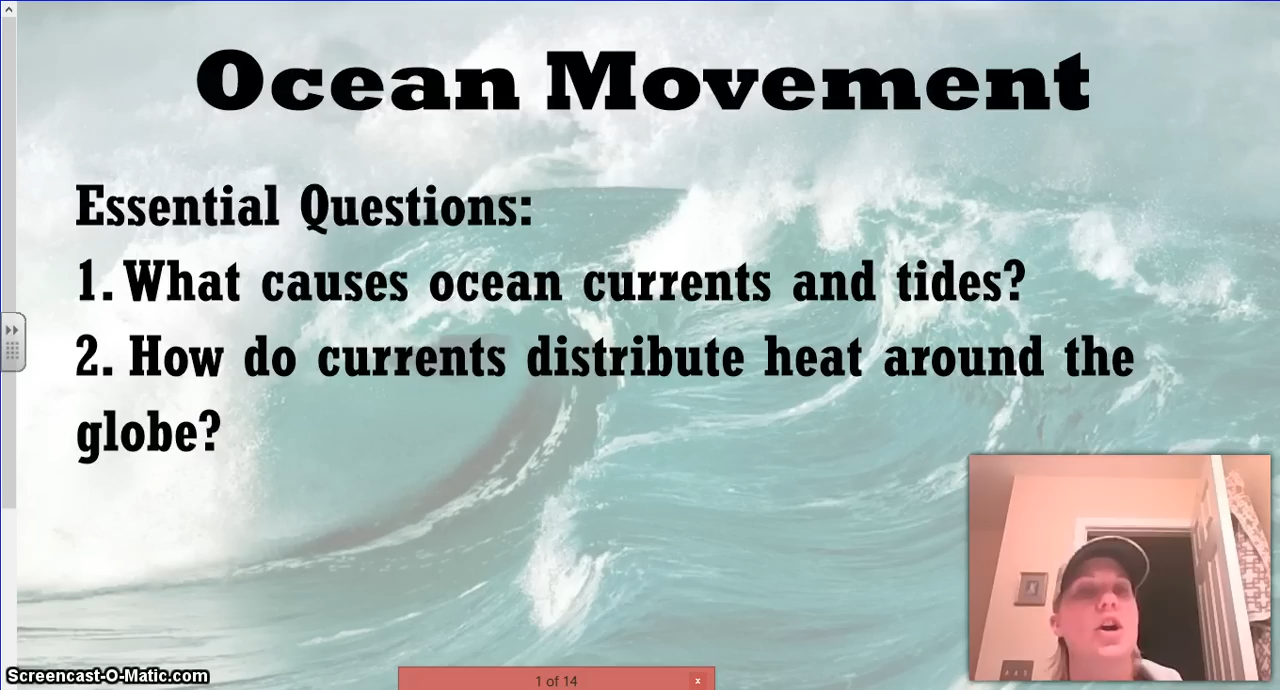 Ocean Movement
Essential Questions:
1. What causes ocean currents and tides?
2. How do currents distribute heat around the
globe?
Screencast-O-Matic.com
1 of 14
x